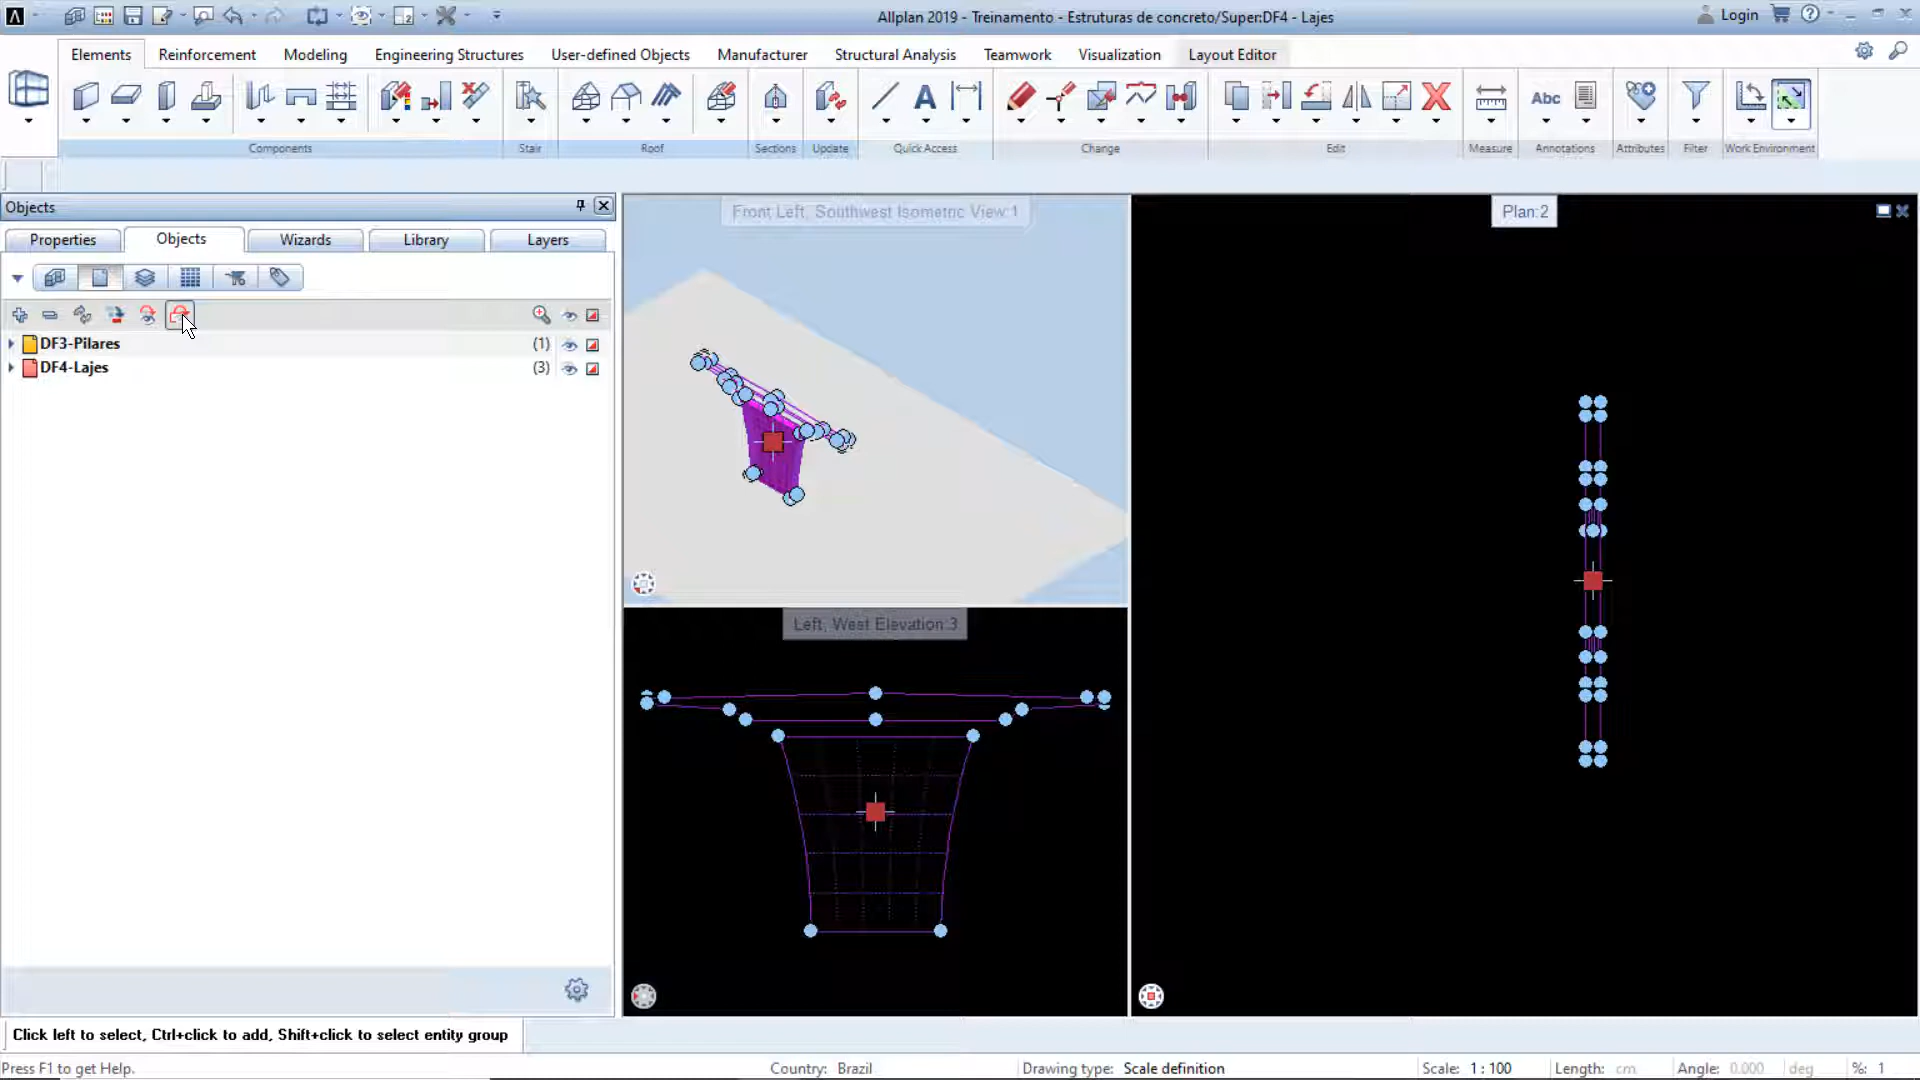 Allplan 2019 - Treinamento - Estruturas de concreto/Super:DF4 - Lajes
Login
Elements
Reinforcement
Modeling
Engineering Structures
User-defined Objects
Manufacturer
Structural Analysis
Teamwork
Visualization
Layout Editor
A
Abc
Components
Stair
Roof
Sections
Update
Quick Access
Change
Edit
Measure
Annotations
Attributes
Filter
Work Environment
Objects
Properties
Objects
Wizards
Library
Layers
DF3-Pilares (1)
DF4-Lajes (3)
Front Left, Southwest Isometric View:1
Plan:2
Left, West Elevation:3
Click left to select, Ctrl+click to add, Shift+click to select entity group
Press F1 to get Help.
Country: Brazil
Drawing type: Scale definition
Scale: 1 : 100
Length: cm
Angle: 0.000 deg
%: 1